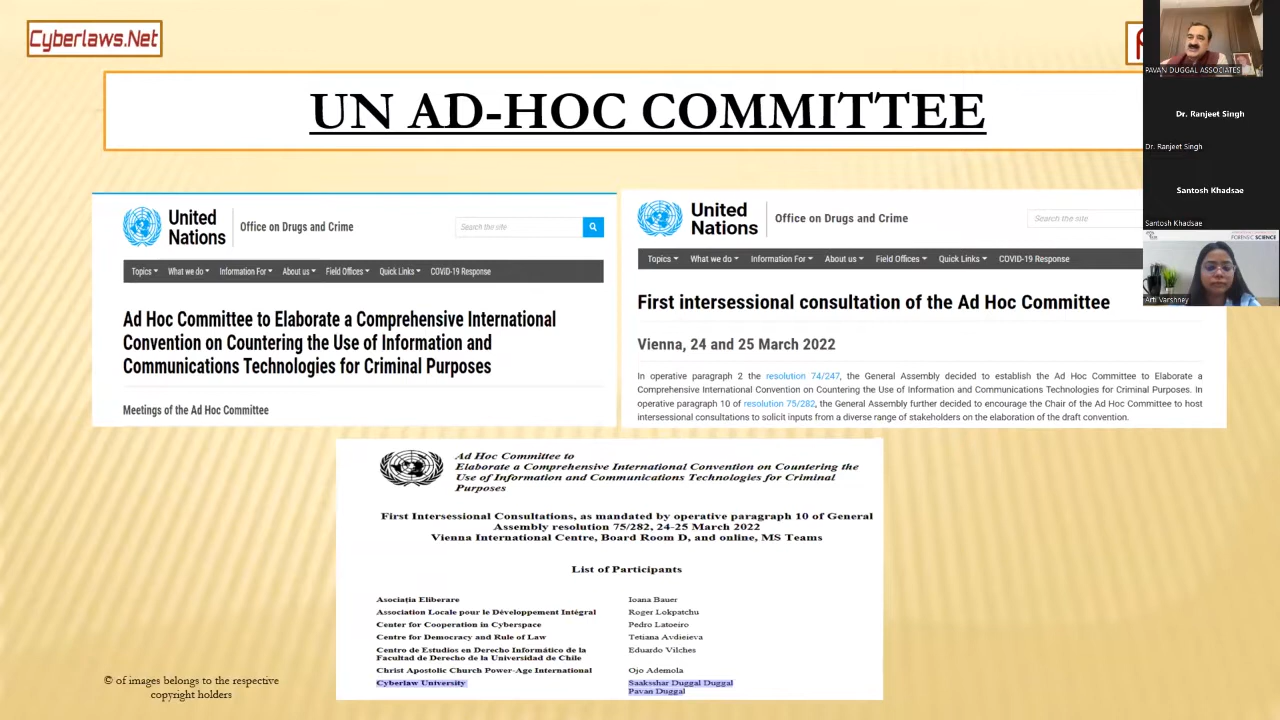 Cyberlaws.Net
UN AD-HOC COMMITTEE
United
Nations
Office on Drugs and Crime
Search the site
Topics
What we do
Information For
About us
Field Offices
Quick Links
COVID-19 Response
Ad Hoc Committee to Elaborate a Comprehensive International
Convention on Countering the Use of Information and
Communications Technologies for Criminal Purposes
Meetings of the Ad Hoc Committee
United
Nations
Office on Drugs and Crime
Search the site
Topics
What we do
Information For
About us
Field Offices
Quick Links
COVID-19 Response
First intersessional consultation of the Ad Hoc Committee
Vienna, 24 and 25 March 2022
In operative paragraph 2 the resolution 74/247, the General Assembly decided to establish the Ad Hoc Committee to Elaborate a
Comprehensive International Convention on Countering the Use of Information and Communications Technologies for Criminal Purposes. In
operative paragraph 10 of resolution 75/282, the General Assembly further decided to encourage the Chair of the Ad Hoc Committee to host
intersessional consultations to solicit inputs from a diverse range of stakeholders on the elaboration of the draft convention.
Ad Hoc Committee to
Elaborate a Comprehensive International Convention on Countering the
Use of Information and Communications Technologies for Criminal
Purposes
First Intersessional Consultations, as mandated by operative paragraph 10 of General
Assembly resolution 75/282, 24-25 March 2022
Vienna International Centre, Board Room D, and online, MS Teams
List of Participants
Asociația Eliberare Ioana Bauer
Association Locale pour le Développement Intégral Roger Lokpatchu
Center for Cooperation in Cyberspace Pedro Latoeiro
Centre for Democracy and Rule of Law Tetiana Avdieieva
Centro de Estudios en Derecho Informático de la Eduardo Vilches
Facultad de Derecho de la Universidad de Chile
Christ Apostolic Church Power-Age International Ojo Ademola
Cyberlaw University Saaksshar Duggal Duggal
Pavan Duggal
© of images belongs to the respective
copyright holders
PAVAN DUGGAL ASSOCIATES
Dr. Ranjeet Singh
Dr. Ranjeet Singh
Santosh Khadsae
Santosh Khadsae
FORENSIC SCIENCE
Arti Varshney